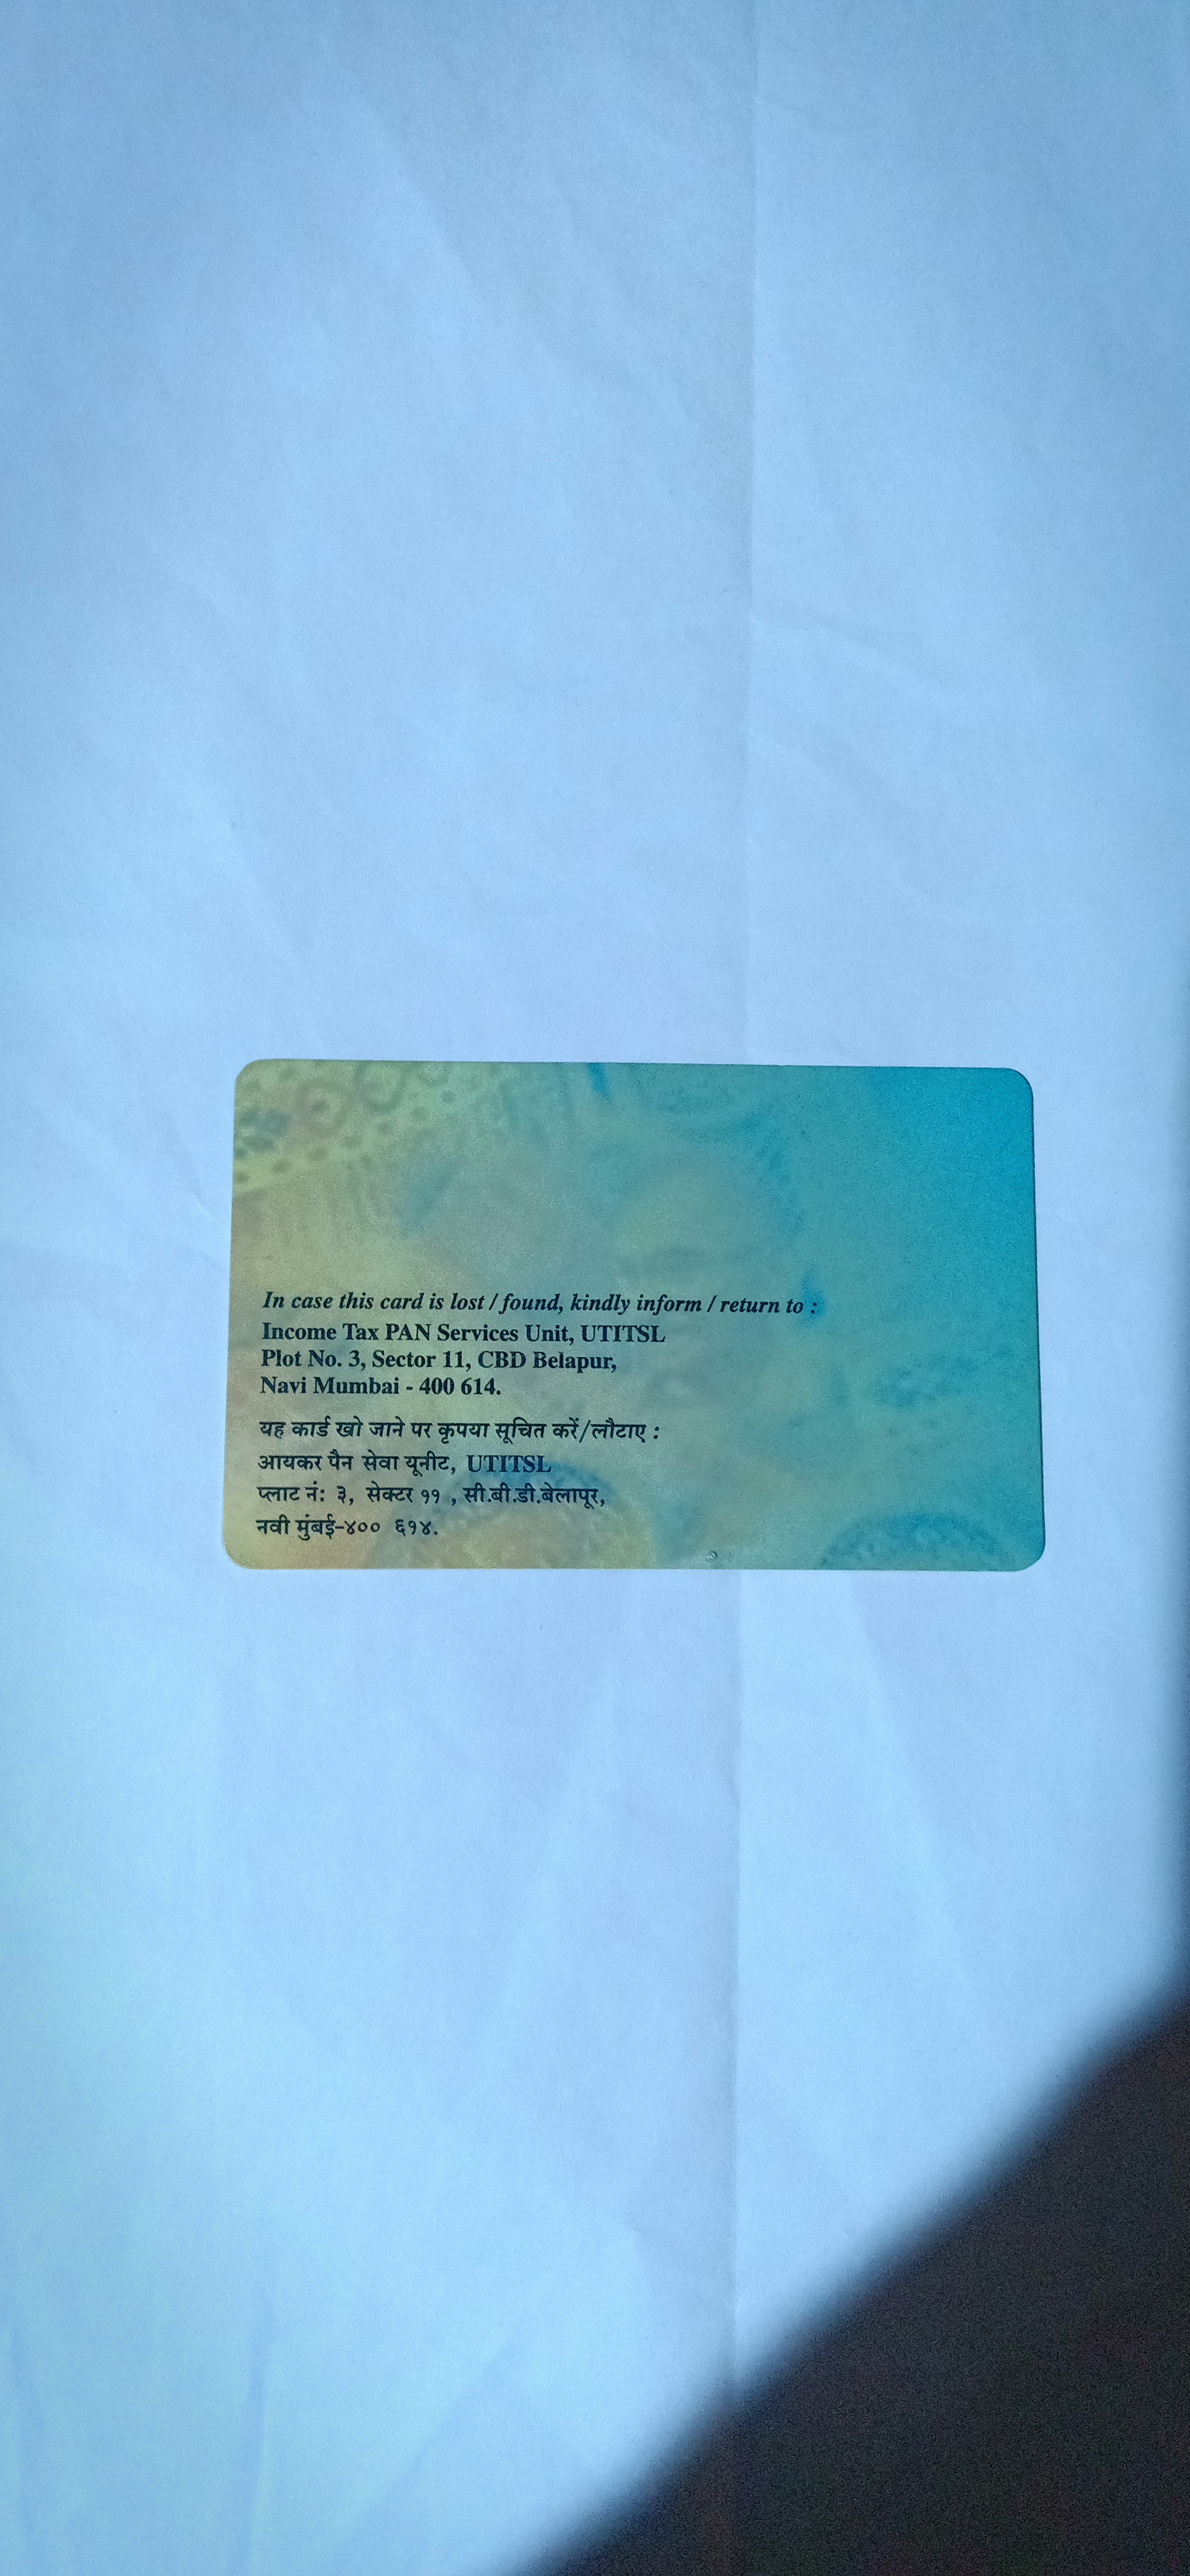 In case this card is lost / found, kindly inform / return to :
Income Tax PAN Services Unit, UTITSL
Plot No. 3, Sector 11, CBD Belapur,
Navi Mumbai - 400 614.
यह कार्ड खो जाने पर कृपया सूचित करें/लौटाए :
आयकर पैन सेवा यूनीट, UTITSL
प्लाट नं: ३, सेक्टर ११ , सी.बी.डी.बेलापूर,
नवी मुंबई-४०० ६१४.